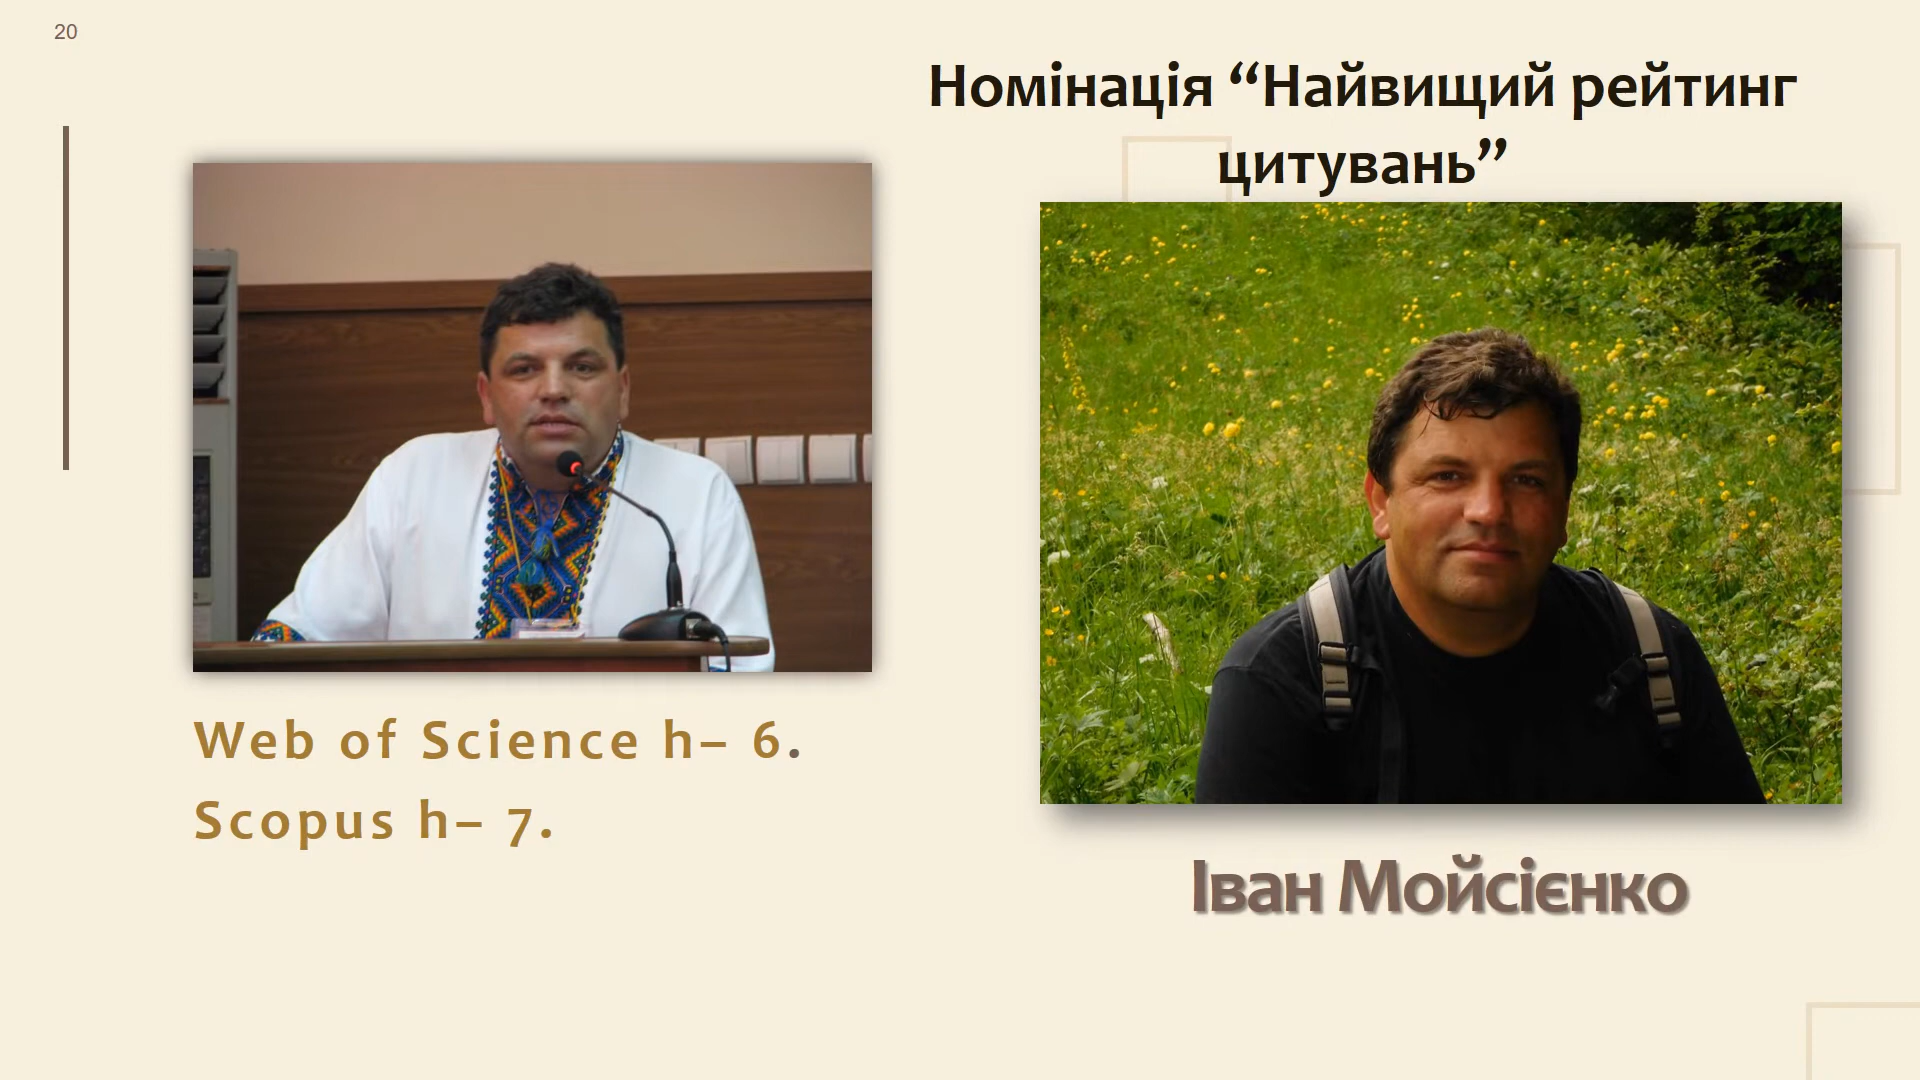 20
Номінація “Найвищий рейтинг
цитувань”
Web of Science h– 6.
Scopus h– 7.
Іван Мойсієнко